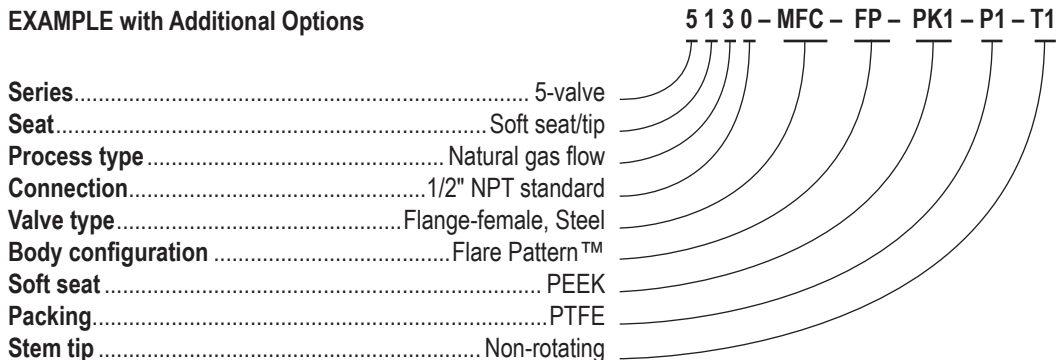 EXAMPLE with Additional Options 5 1 3 0 – MFC – FP – PK1 – P1 – T1
Series........................................................................ 5-valve
Seat.................................................................Soft seat/tip
Process type............................................. Natural gas flow
Connection..............................................1/2" NPT standard
Valve type..........................................Flange-female, Steel
Body configuration ....................................Flare Pattern™
Soft seat.................................................................. PEEK
Packing.....................................................................PTFE
Stem tip.......................................................... Non-rotating